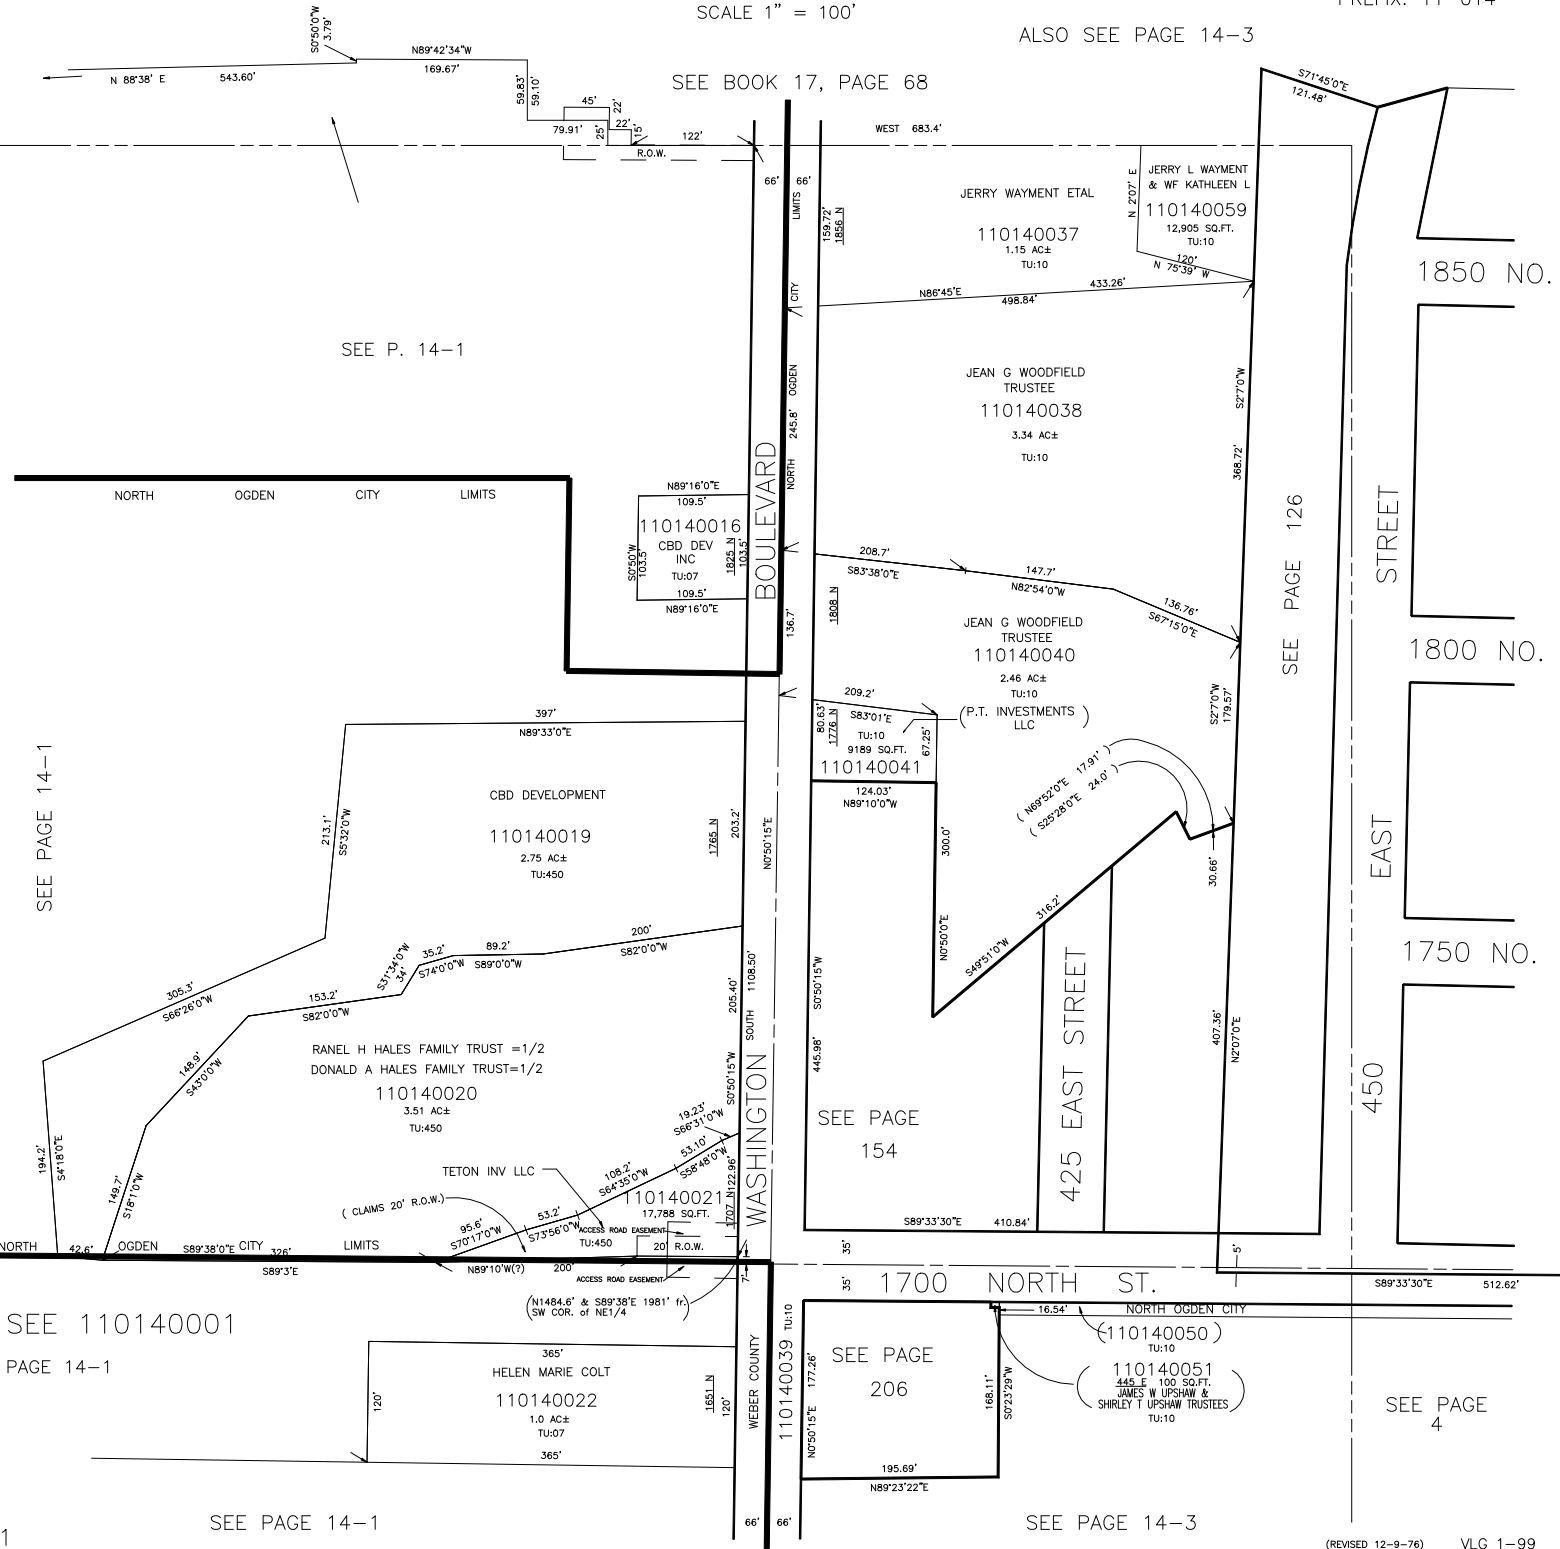 SCALE 1" = 100'
ALSO SEE PAGE 14-3
SEE BOOK 17, PAGE 68
S0°50'0"W
3.79'
N 88°38' E
543.60'
N89°42'34"W
169.67'
59.83'
59.10'
45'
22'
79.91'
25'
22'
15'
122'
R.O.W.
WEST 683.4'
S71°45'0"E
121.48'
66'
66'
NORTH OGDEN CITY LIMITS
159.72'
1856 N
JERRY WAYMENT ETAL
110140037
1.15 AC±
TU:10
N 2°07' E
JERRY L WAYMENT
& WF KATHLEEN L
110140059
12,905 SQ.FT.
TU:10
120'
N 75°39' W
N86°45'E
498.84'
433.26'
1850 NO.
SEE P. 14-1
245.8'
JEAN G WOODFIELD
TRUSTEE
110140038
3.34 AC±
TU:10
S2°7'0"W
368.72'
SEE PAGE 126
NORTH OGDEN CITY LIMITS
N89°16'0"E
109.5'
110140016
CBD DEV
INC
TU:07
S0°50'W
103.5'
1825 N
103.5'
109.5'
N89°16'0"E
WASHINGTON BOULEVARD
136.7'
208.7'
S83°38'0"E
147.7'
N82°54'0"W
136.76'
S67°15'0"E
1808 N
JEAN G WOODFIELD
TRUSTEE
110140040
2.46 AC±
TU:10
S2°7'0"W
179.57'
1800 NO.
209.2'
S83°01'E
(P.T. INVESTMENTS
LLC)
80.63'
1776 N
TU:10
9189 SQ.FT.
110140041
67.25'
124.03'
N89°10'0"W
300.0'
N0°50'0"E
(N69°52'0"E 17.91')
(S25°28'0"E 24.0')
30.66'
316.2'
S49°51'0"W
450 EAST STREET
1750 NO.
SEE PAGE 14-1
397'
N89°33'0"E
213.1'
S5°32'0"W
CBD DEVELOPMENT
110140019
2.75 AC±
TU:450
1765 N
203.2'
N0°50'15"E
SOUTH 1108.50'
305.3'
S66°26'0"W
153.2'
S82°0'0"W
S31°34'0"W
34'
35.2'
S74°0'0"W
89.2'
S89°0'0"W
200'
S82°0'0"W
205.40'
S0°50'15"W
148.9'
S43°0'0"W
RANEL H HALES FAMILY TRUST =1/2
DONALD A HALES FAMILY TRUST=1/2
110140020
3.51 AC±
TU:450
194.2'
S4°18'0"E
149.7'
S18°1'0"W
19.23'
S66°31'0"W
53.10'
S58°48'0"W
108.2'
S64°35'0"W
53.2'
S73°56'0"W
95.6'
S70°17'0"W
TETON INV LLC
( CLAIMS 20' R.O.W.)
110140021
17,788 SQ.FT.
ACCESS ROAD EASEMENT
TU:450
20' R.O.W.
ACCESS ROAD EASEMENT
1707 N
122.96'
S0°50'15"W
445.98'
SEE PAGE
154
425 EAST STREET
407.36'
N2°07'0"E
S89°33'30"E 410.84'
NORTH OGDEN CITY LIMITS
42.6'
S89°38'0"E
326'
S89°3'E
N89°10'W(?)
200'
(N1484.6' & S89°38'E 1981' fr.
SW COR. of NE1/4)
7'
35'
35'
1700 NORTH ST.
5'
S89°33'30"E 512.62'
SEE 110140001
PAGE 14-1
365'
HELEN MARIE COLT
110140022
1.0 AC±
TU:07
120'
1651 N
120'
365'
WEBER COUNTY
110140039 TU:10
N0°50'15"E 177.26'
SEE PAGE
206
168.11'
S0°23'29"W
195.69'
N89°23'22"E
16.54'
NORTH OGDEN CITY
(110140050)
TU:10
110140051
445 E 100 SQ.FT.
JAMES W UPSHAW &
SHIRLEY T UPSHAW TRUSTEES
TU:10
SEE PAGE
4
SEE PAGE 14-1
66'
66'
SEE PAGE 14-3
(REVISED 12-9-76)
VLG 1-99